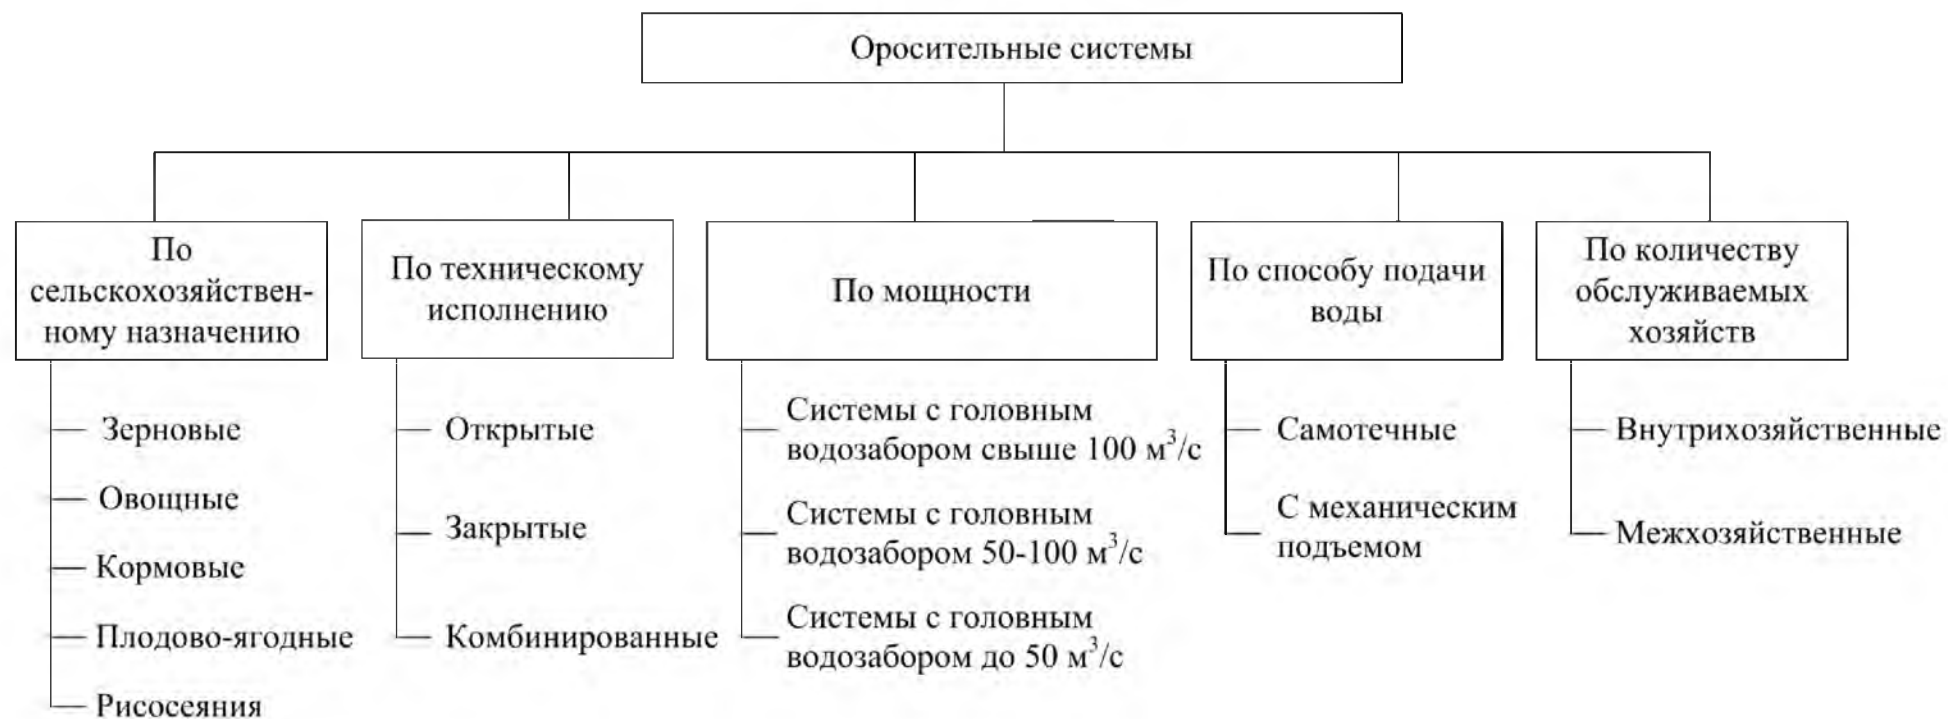 Оросительные системы
По
сельскохозяйствен-
ному назначению
Зерновые
Овощные
Кормовые
Плодово-ягодные
Рисосеяния
По техническому
исполнению
Открытые
Закрытые
Комбинированные
По мощности
Системы с головным
водозабором свыше 100 м³/с
Системы с головным
водозабором 50-100 м³/с
Системы с головным
водозабором до 50 м³/с
По способу подачи
воды
Самотечные
С механическим
подъемом
По количеству
обслуживаемых
хозяйств
Внутрихозяйственные
Межхозяйственные